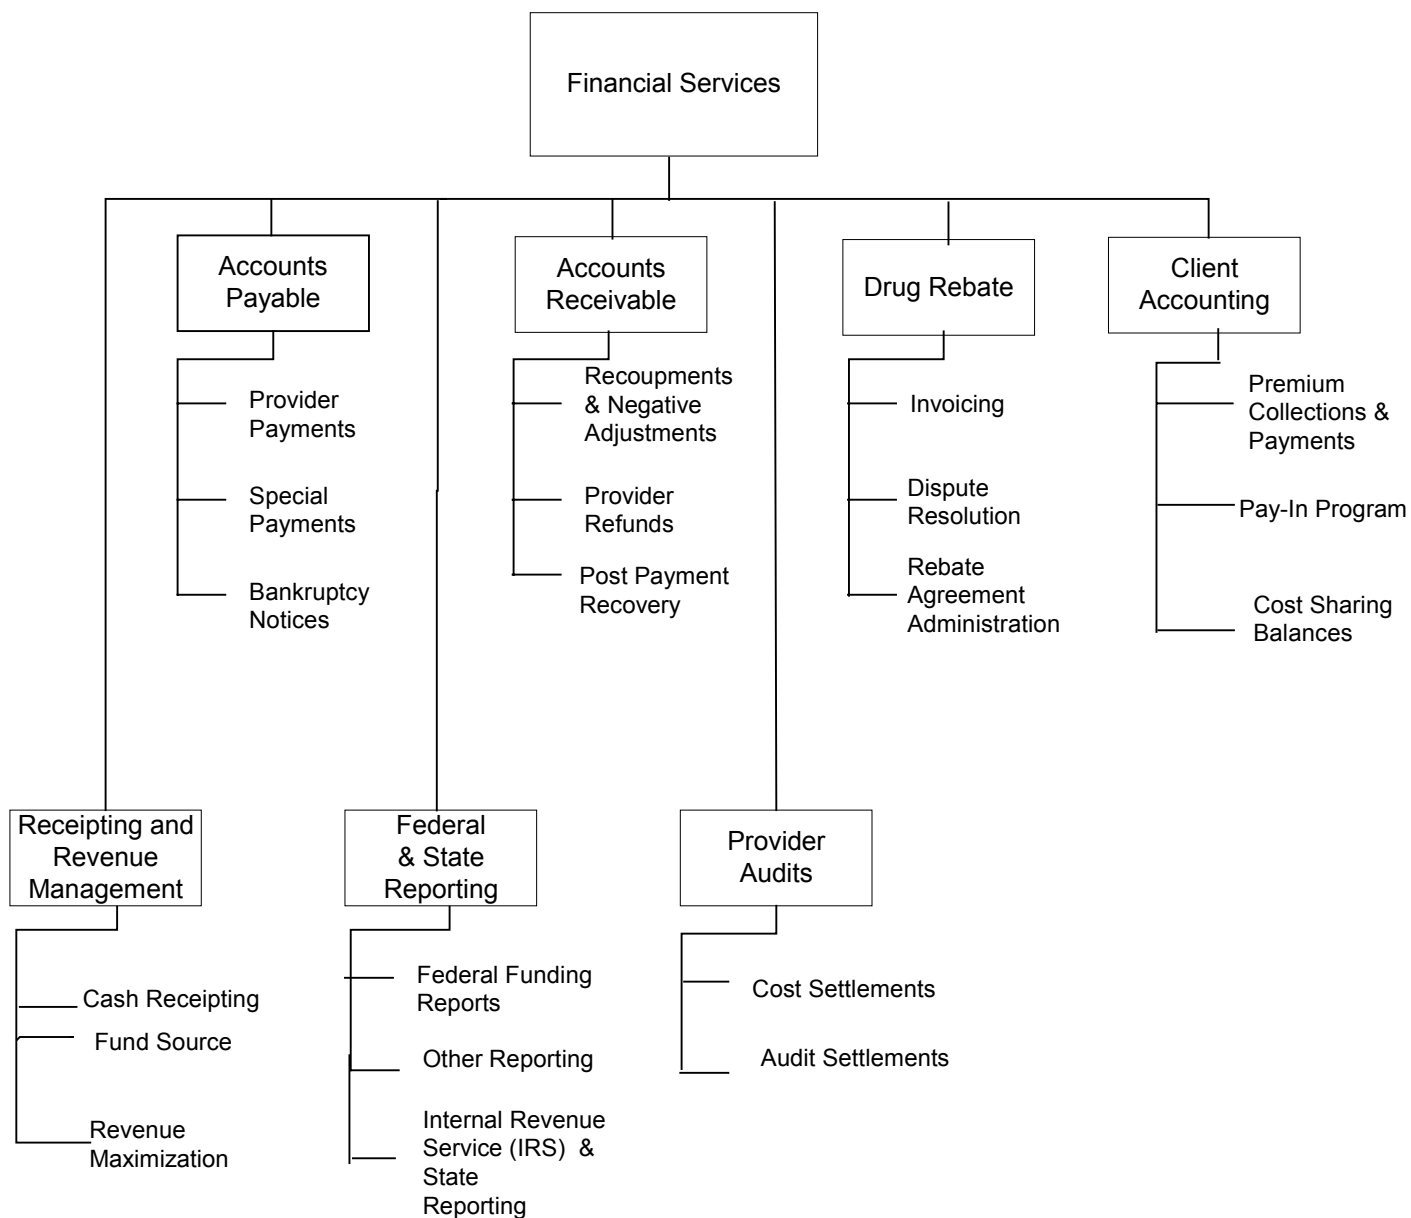 Financial Services
Accounts
Payable
Provider
Payments
Special
Payments
Bankruptcy
Notices
Accounts
Receivable
Recoupments
& Negative
Adjustments
Provider
Refunds
Post Payment
Recovery
Drug Rebate
Invoicing
Dispute
Resolution
Rebate
Agreement
Administration
Client
Accounting
Premium
Collections &
Payments
Pay-In Program
Cost Sharing
Balances
Receipting and
Revenue
Management
Cash Receipting
Fund Source
Revenue
Maximization
Federal
& State
Reporting
Federal Funding
Reports
Other Reporting
Internal Revenue
Service (IRS)  &
State
Reporting
Provider
Audits
Cost Settlements
Audit Settlements